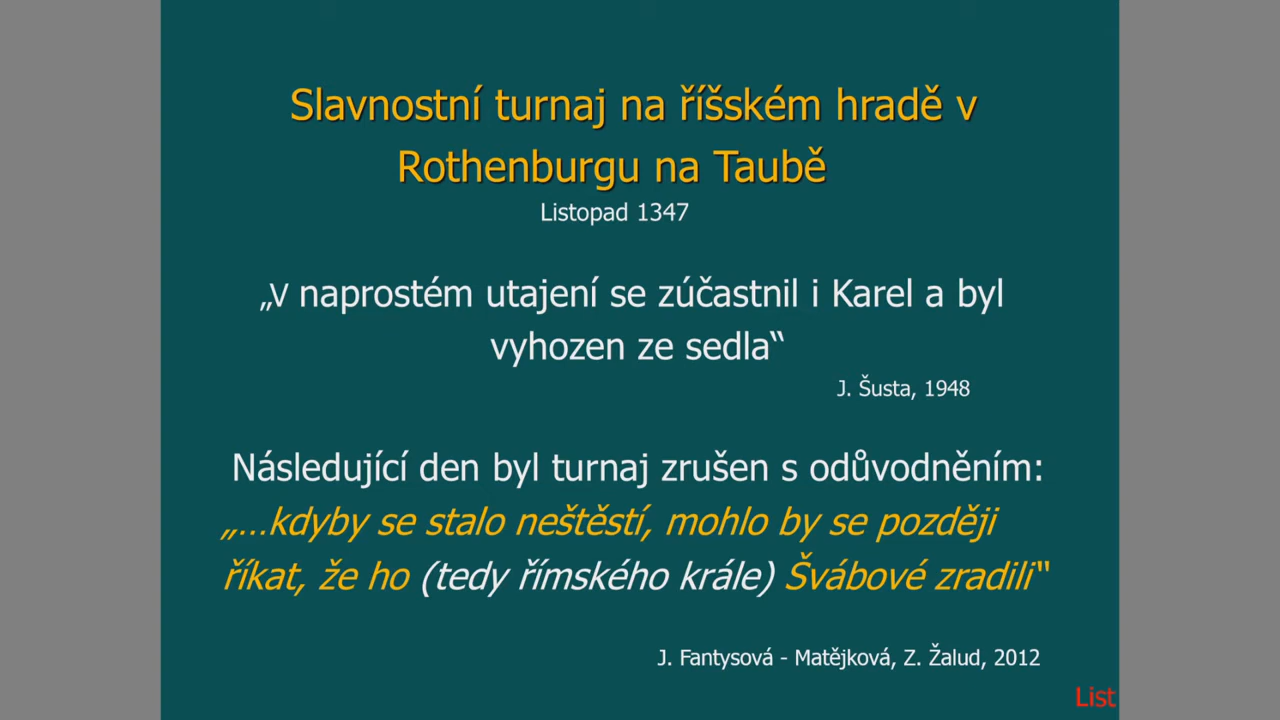 Slavnostní turnaj na říšském hradě v
Rothenburgu na Taubě
Listopad 1347
„V naprostém utajení se zúčastnil i Karel a byl
vyhozen ze sedla“
J. Šusta, 1948
Následující den byl turnaj zrušen s odůvodněním:
„…kdyby se stalo neštěstí, mohlo by se později
říkat, že ho (tedy římského krále) Švábové zradili“
J. Fantysová - Matějková, Z. Žalud, 2012
List